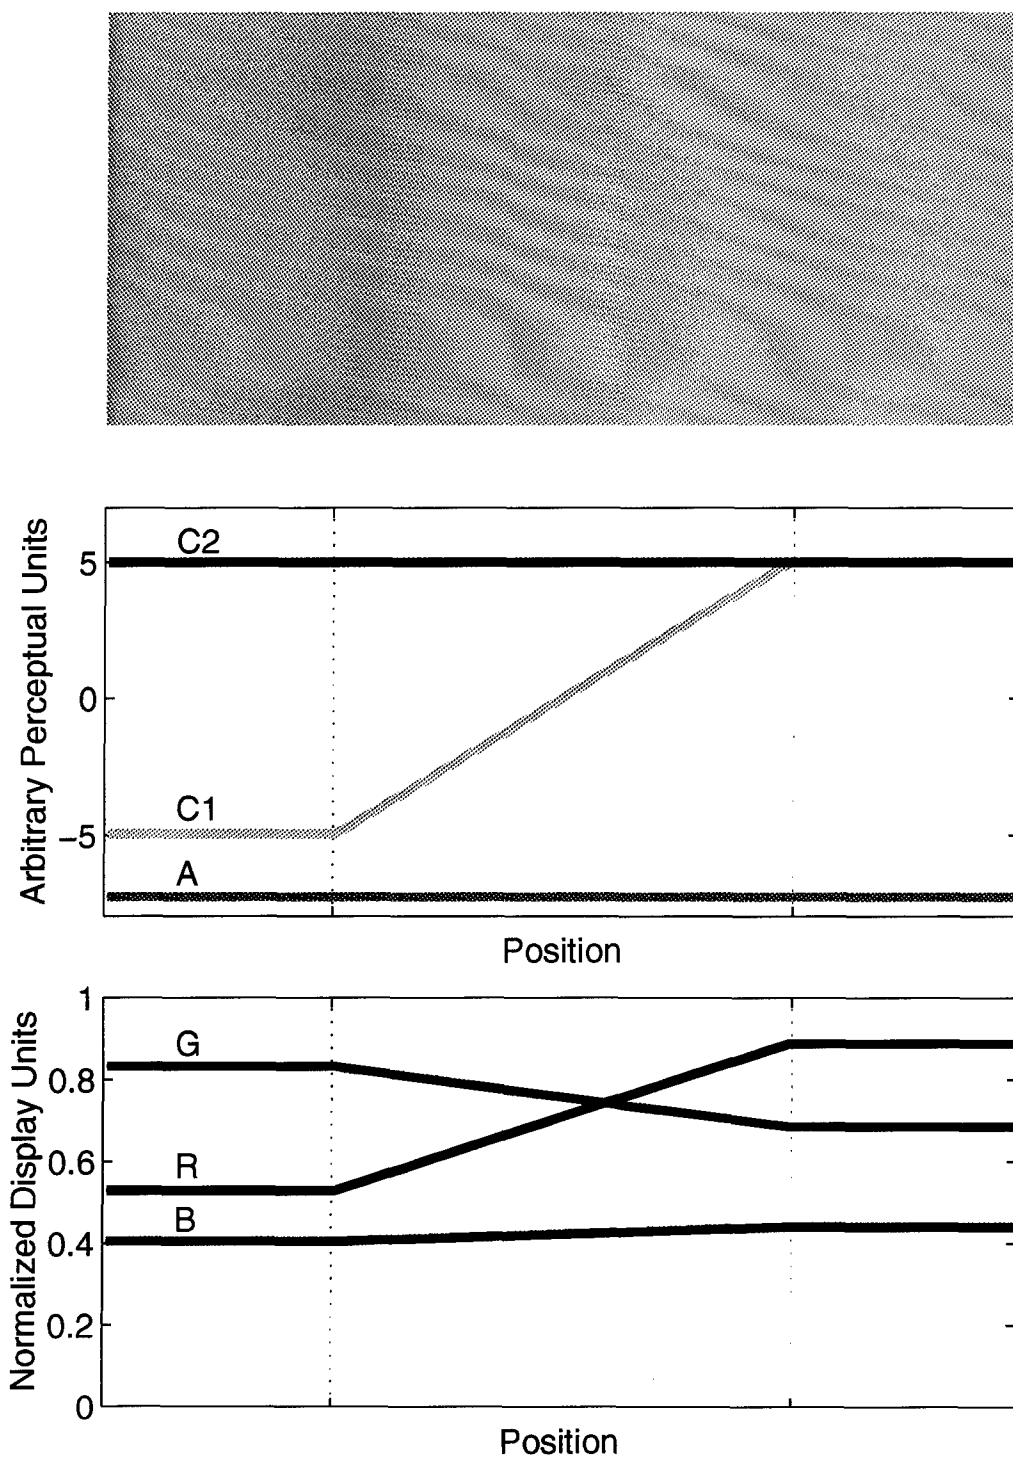 Arbitrary Perceptual Units
5
0
−5
C2
C1
A
Position
Normalized Display Units
1
0.8
0.6
0.4
0.2
0
G
R
B
Position